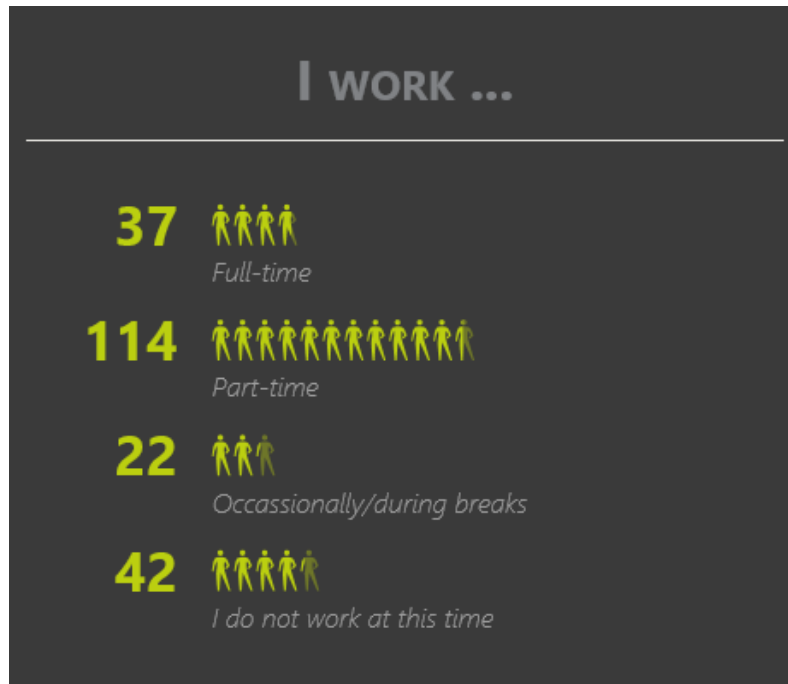 I WORK ...
37
Full-time
114
Part-time
22
Occassionally/during breaks
42
I do not work at this time